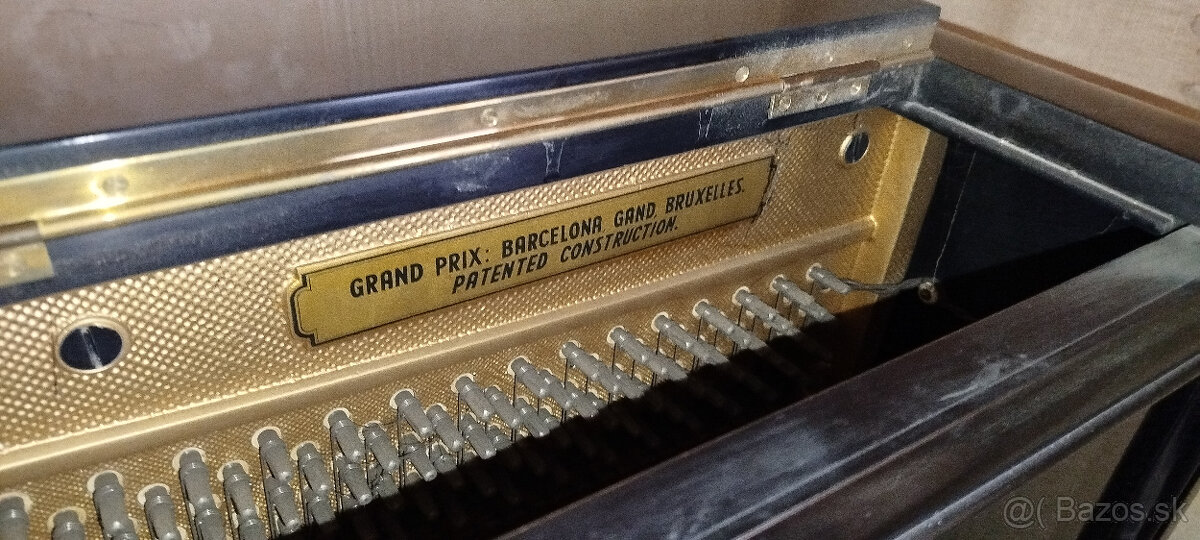 GRAND PRIX: BARCELONA, GAND, BRUXELLES.
PATENTED CONSTRUCTION.
@( Bazos.sk